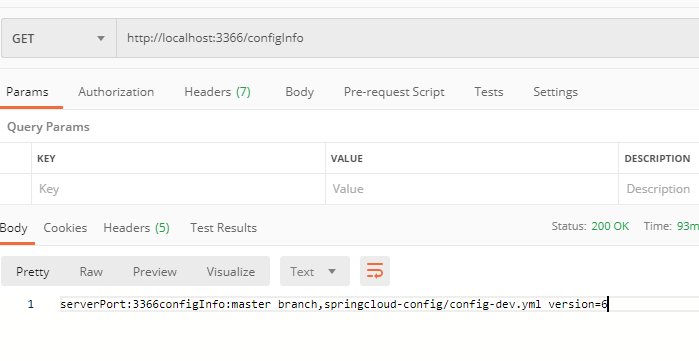 GET http://localhost:3366/configInfo
Params Authorization Headers (7) Body Pre-request Script Tests Settings
Query Params
KEY VALUE DESCRIPTION
Key Value Description
Body Cookies Headers (5) Test Results Status: 200 OK Time: 93m
Pretty Raw Preview Visualize Text
1 serverPort:3366configInfo:master branch,springcloud-config/config-dev.yml version=6